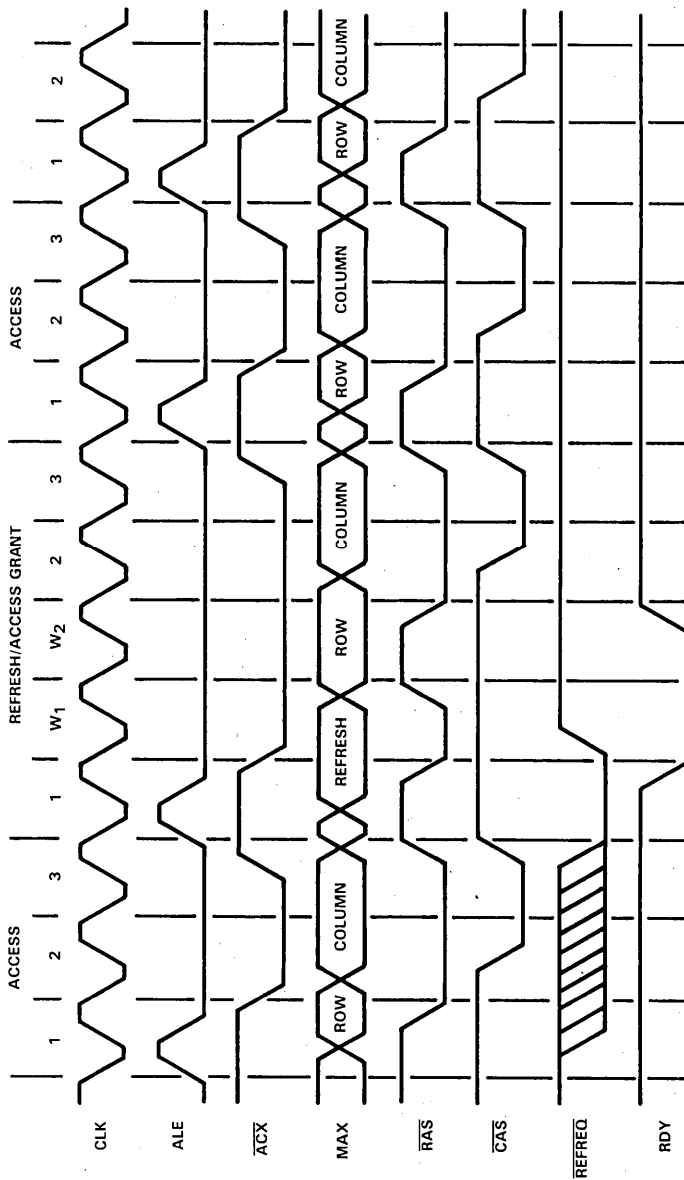 ACCESS REFRESH/ACCESS GRANT ACCESS
1 2 3 1 W1 W2 2 3 1 2 3 1 2
CLK
ALE
ACX
MAX ROW COLUMN REFRESH ROW COLUMN ROW COLUMN ROW COLUMN
RAS
CAS
REFREQ
RDY